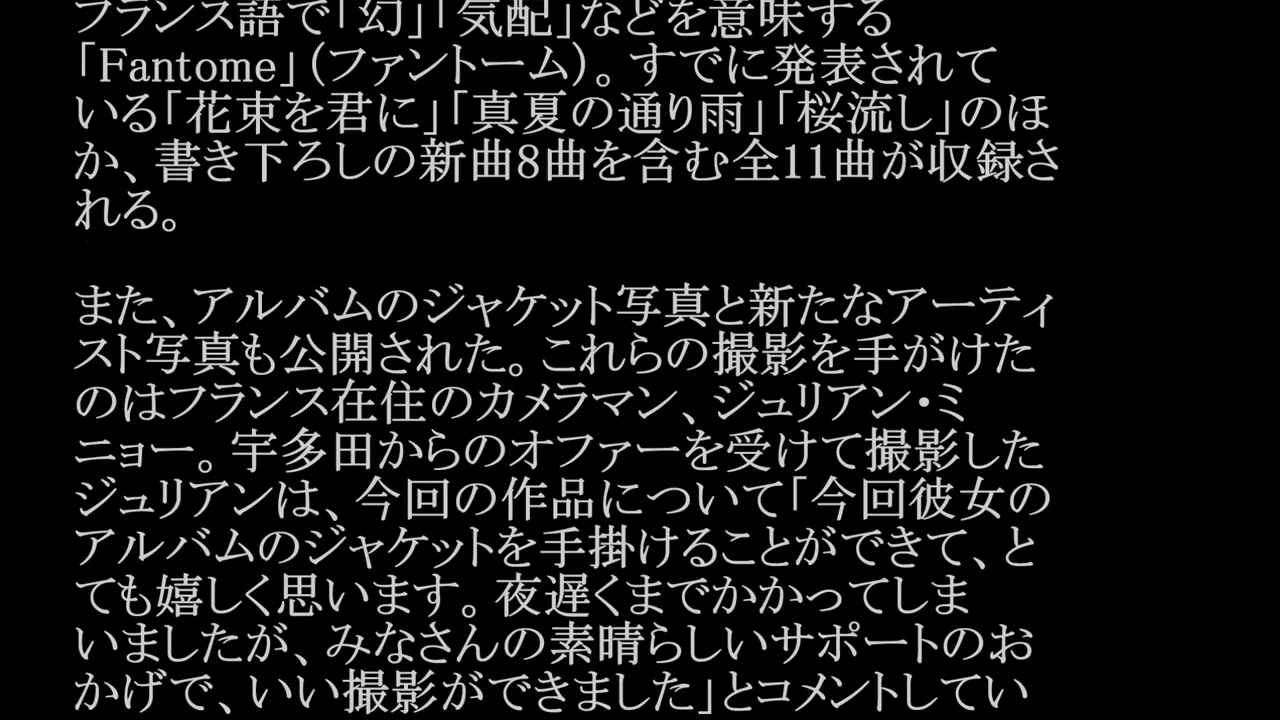 フランス語で「幻」「気配」などを意味する
「Fantome」（ファントーム）。すでに発表されて
いる「花束を君に」「真夏の通り雨」「桜流し」のほ
か、書き下ろしの新曲8曲を含む全11曲が収録さ
れる。
また、アルバムのジャケット写真と新たなアーティ
スト写真も公開された。これらの撮影を手がけた
のはフランス在住のカメラマン、ジュリアン・ミ
ニョー。宇多田からのオファーを受けて撮影した
ジュリアンは、今回の作品について「今回彼女の
アルバムのジャケットを手掛けることができて、と
ても嬉しく思います。夜遅くまでかかってしま
いましたが、みなさんの素晴らしいサポートのお
かげで、いい撮影ができました」とコメントしてい